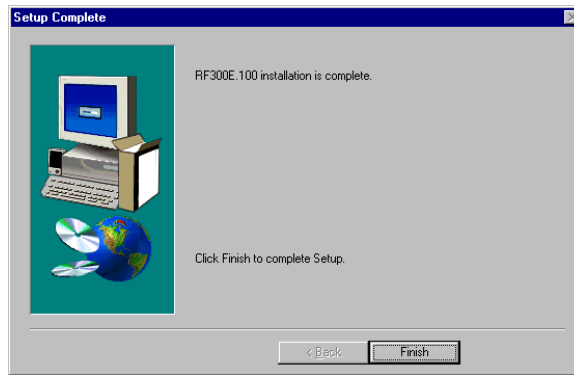 Setup Complete
RF300E.100 installation is complete.
Click Finish to complete Setup.
< Back
Finish